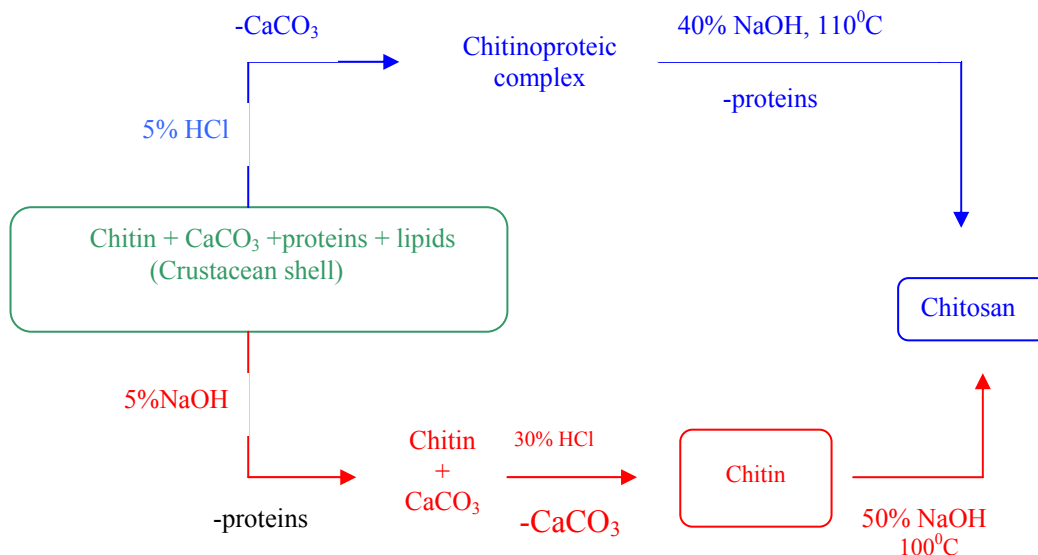 -CaCO₃
40% NaOH, 110⁰C
Chitinoproteic
complex
-proteins
5% HCl
Chitin + CaCO₃ +proteins + lipids
(Crustacean shell)
Chitosan
5%NaOH
Chitin
+
CaCO₃
30% HCl
-CaCO₃
Chitin
-proteins
50% NaOH
100⁰C